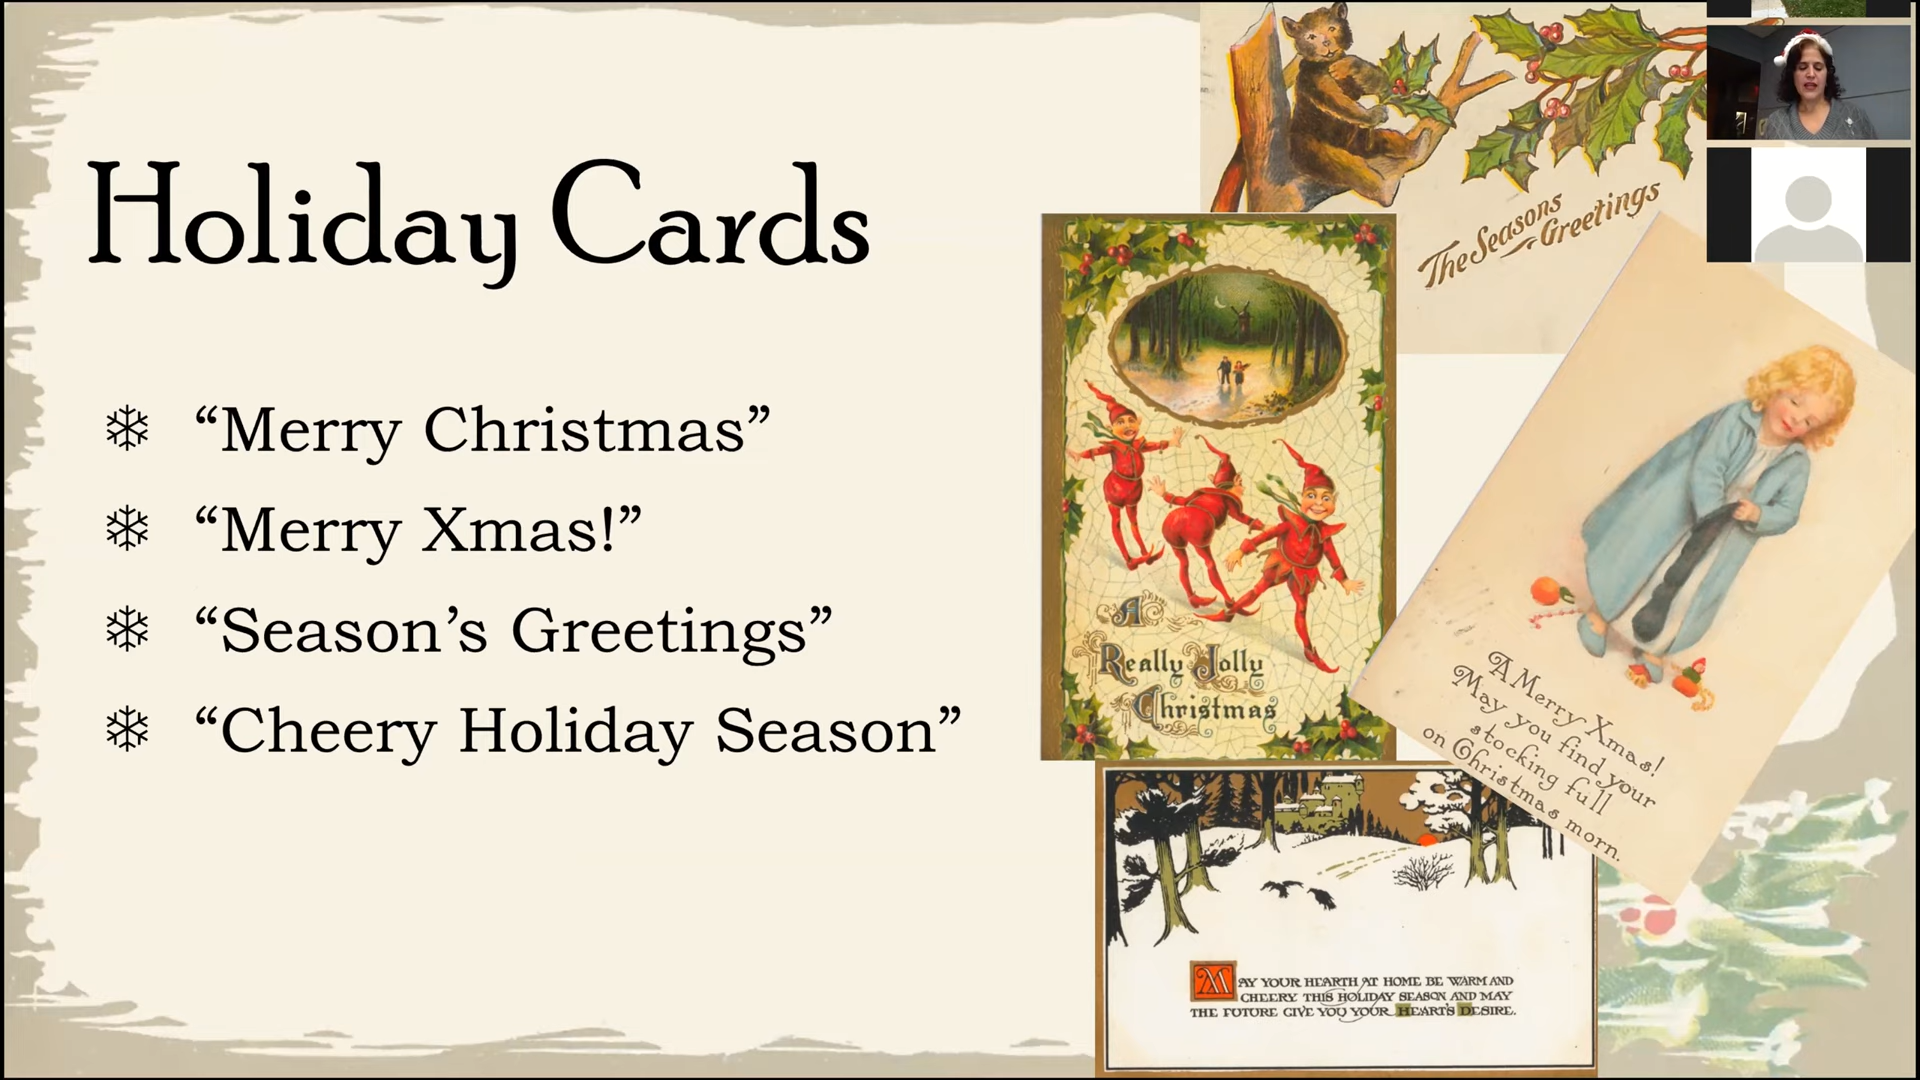 Holiday Cards
“Merry Christmas”
“Merry Xmas!”
“Season’s Greetings”
“Cheery Holiday Season”
The Seasons
Greetings
A
Really Jolly
Christmas
A Merry Xmas!
May you find your
stocking full
on Christmas morn.
MAY YOUR HEARTH AT HOME BE WARM AND
CHEERY THIS HOLIDAY SEASON AND MAY
THE FUTURE GIVE YOU YOUR HEART'S DESIRE.